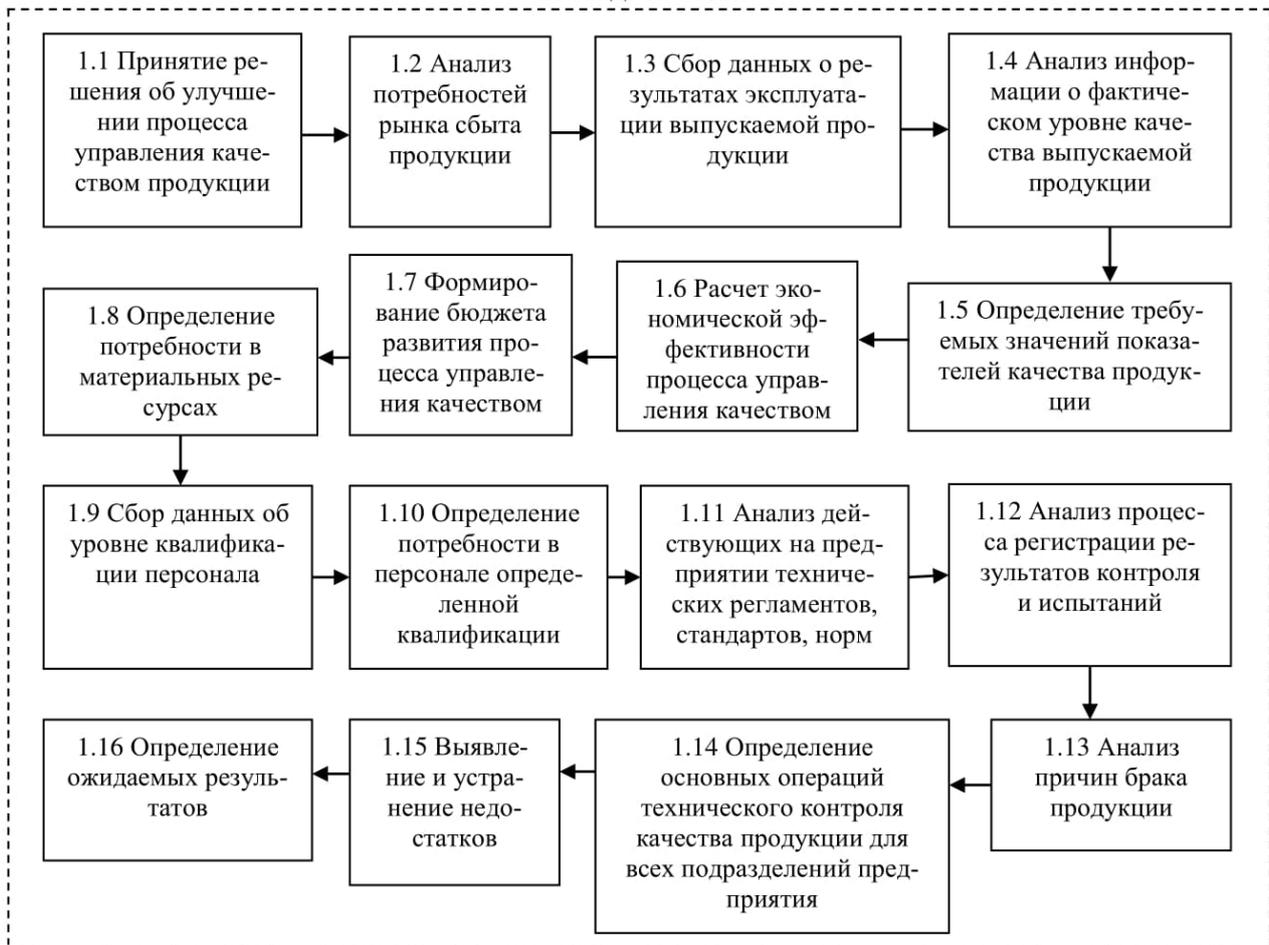 1.1 Принятие ре-
шения об улучше-
нии процесса
управления каче-
ством продукции
1.2 Анализ
потребностей
рынка сбыта
продукции
1.3 Сбор данных о ре-
зультатах эксплуата-
ции выпускаемой про-
дукции
1.4 Анализ инфор-
мации о фактиче-
ском уровне каче-
ства выпускаемой
продукции
1.5 Определение требу-
емых значений показа-
телей качества продук-
ции
1.6 Расчет эко-
номической эф-
фективности
процесса управ-
ления качеством
1.7 Формиро-
вание бюджета
развития про-
цесса управле-
ния качеством
1.8 Определение
потребности в
материальных ре-
сурсах
1.9 Сбор данных об
уровне квалифика-
ции персонала
1.10 Определение
потребности в
персонале опреде-
ленной
квалификации
1.11 Анализ дей-
ствующих на пред-
приятии техниче-
ских регламентов,
стандартов, норм
1.12 Анализ процес-
са регистрации ре-
зультатов контроля
и испытаний
1.13 Анализ
причин брака
продукции
1.14 Определение
основных операций
технического контроля
качества продукции для
всех подразделений пред-
приятия
1.15 Выявле-
ние и устра-
нение недо-
статков
1.16 Определение
ожидаемых резуль-
татов